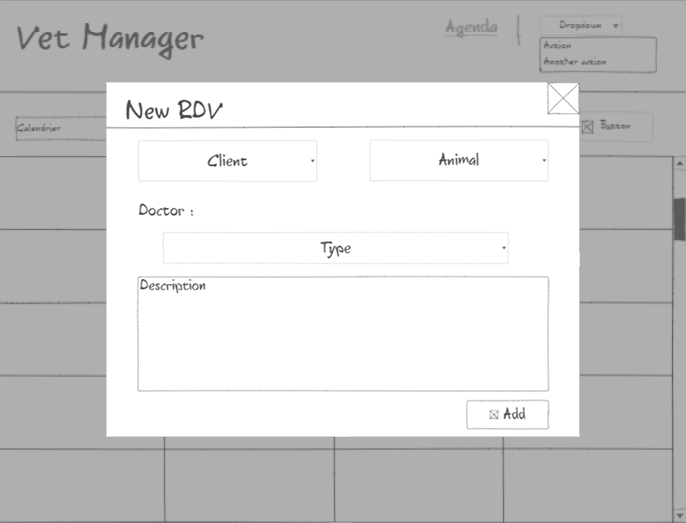 Vet Manager
Agenda
Dropdown
Action
Another action
Calendrier
Button
New RDV
Client
Animal
Doctor :
Type
Description
Add